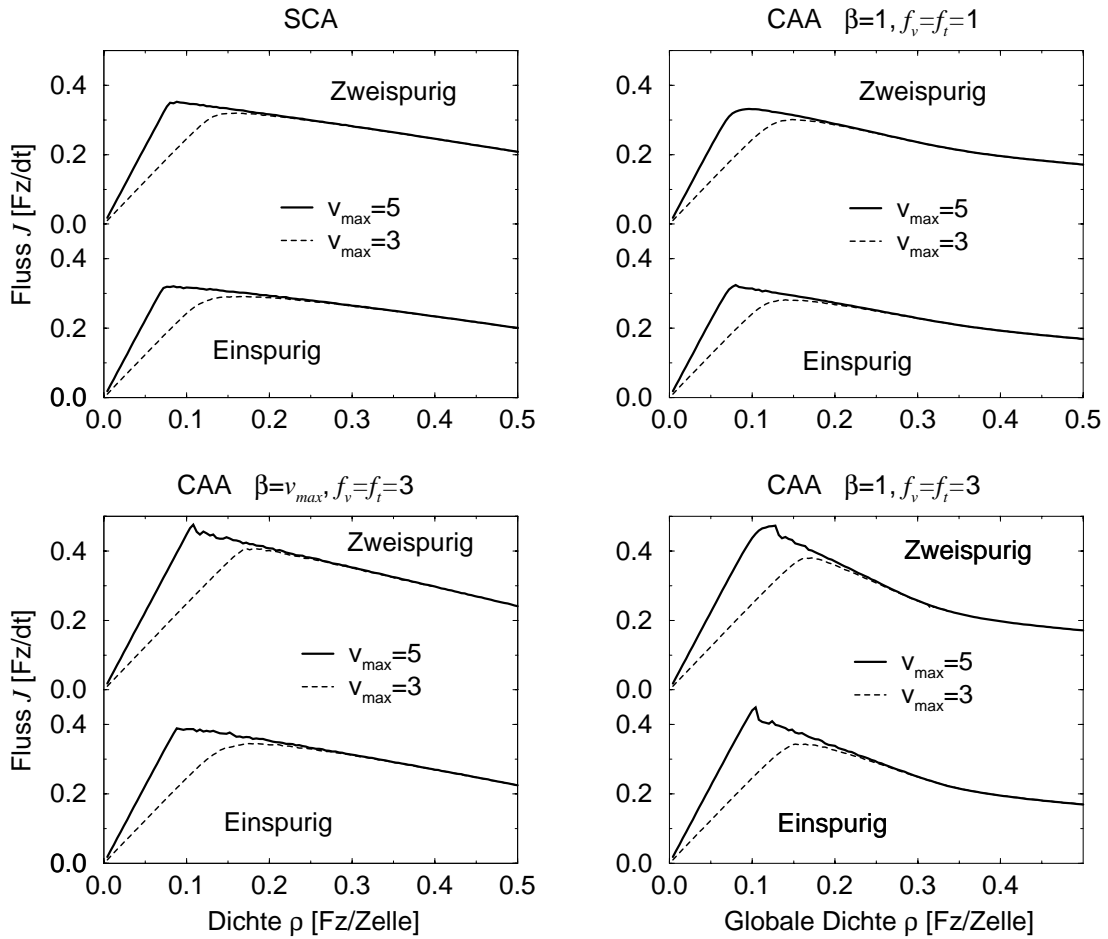 SCA
CAA β=1, f_v=f_t=1
Fluss J [Fz/dt]
0.4
0.2
0.0
0.4
0.2
0.0
Zweispurig
v_max=5
v_max=3
Einspurig
0.0 0.1 0.2 0.3 0.4 0.5
0.4
0.2
0.0
0.4
0.2
0.0
Zweispurig
v_max=5
v_max=3
Einspurig
0.0 0.1 0.2 0.3 0.4 0.5
CAA β=v_max, f_v=f_t=3
CAA β=1, f_v=f_t=3
Fluss J [Fz/dt]
0.4
0.2
0.0
0.4
0.2
0.0
Zweispurig
v_max=5
v_max=3
Einspurig
0.0 0.1 0.2 0.3 0.4 0.5
Dichte ρ [Fz/Zelle]
0.4
0.2
0.0
0.4
0.2
0.0
Zweispurig
v_max=5
v_max=3
Einspurig
0.0 0.1 0.2 0.3 0.4
Globale Dichte ρ [Fz/Zelle]